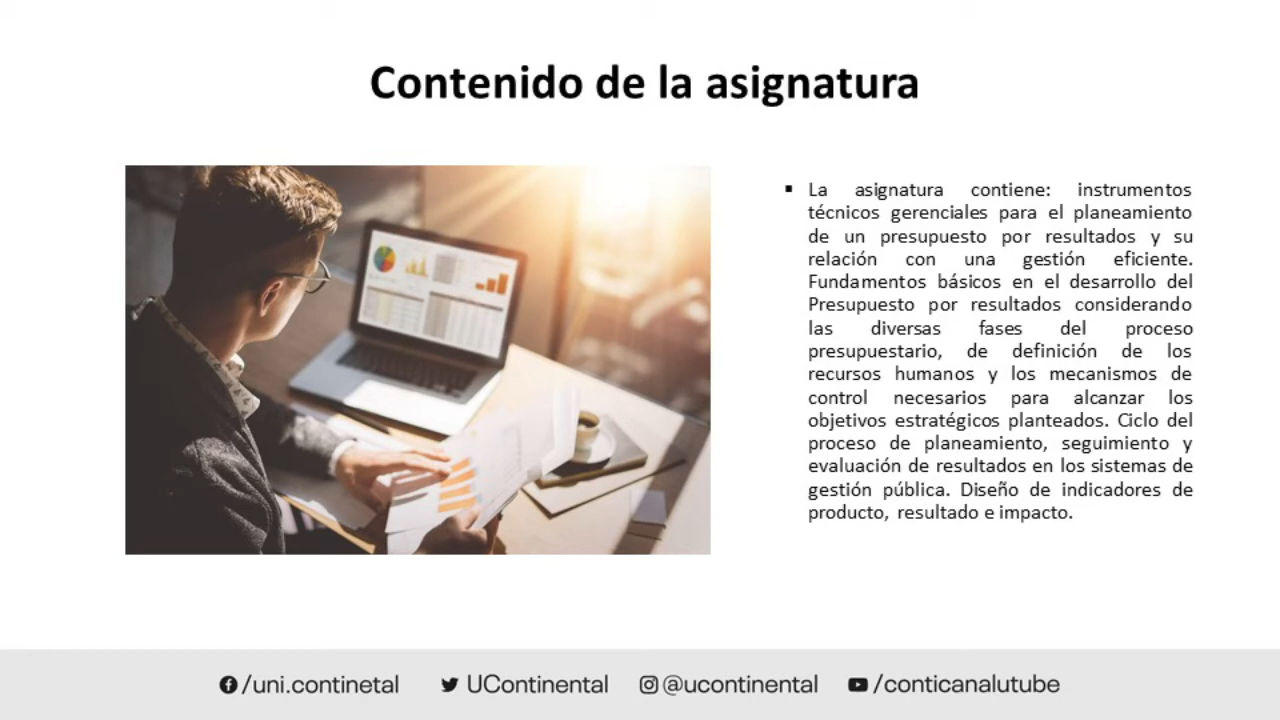 Contenido de la asignatura
▪ La asignatura contiene: instrumentos
técnicos gerenciales para el planeamiento
de un presupuesto por resultados y su
relación con una gestión eficiente.
Fundamentos básicos en el desarrollo del
Presupuesto por resultados considerando
las diversas fases del proceso
presupuestario, de definición de los
recursos humanos y los mecanismos de
control necesarios para alcanzar los
objetivos estratégicos planteados. Ciclo del
proceso de planeamiento, seguimiento y
evaluación de resultados en los sistemas de
gestión pública. Diseño de indicadores de
producto, resultado e impacto.
/uni.continetal UContinental @ucontinental /conticanalutube